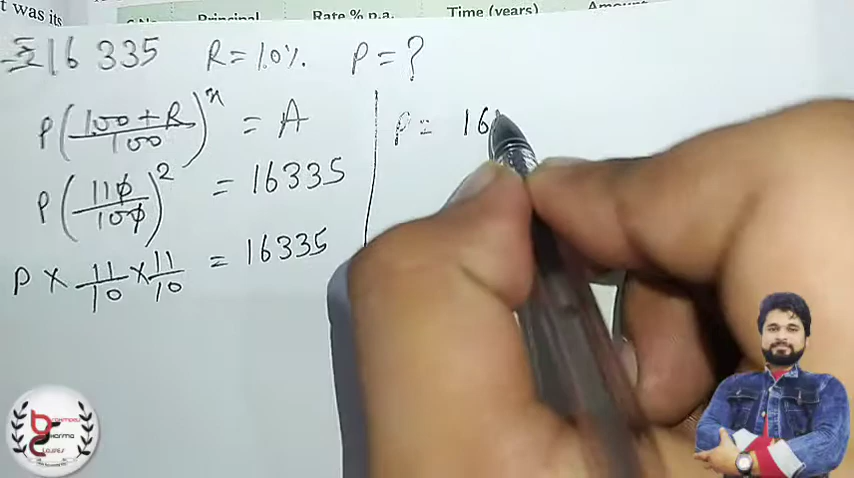 t was its
Principal Rate % p.a. Time (years) Amount
16 335 R = 10% P = ?
P(100 + R/100)^n = A
P(110/100)^2 = 16335
P × 11/10 × 11/10 = 16335
P = 16